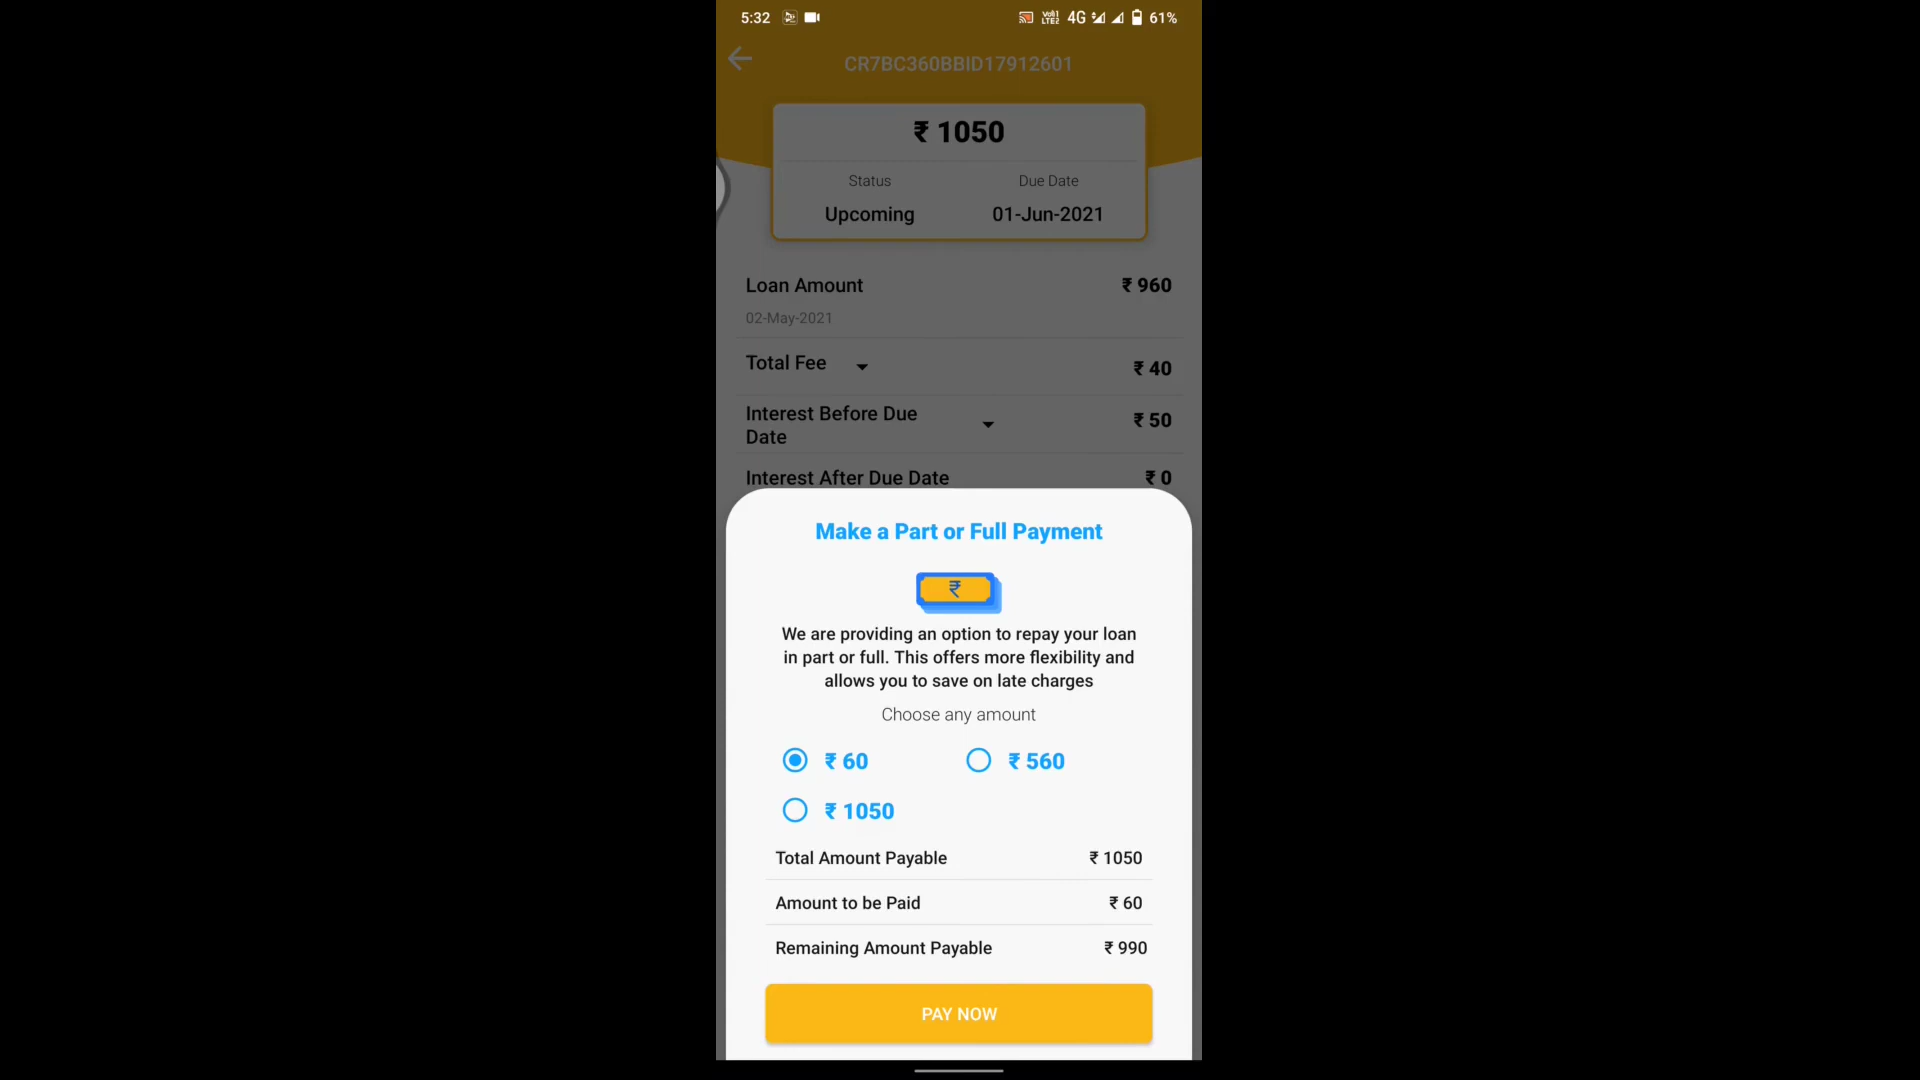 5:32 4G 61%
CR7BC360BBID17912601
₹ 1050
Status Due Date
Upcoming 01-Jun-2021
Loan Amount ₹ 960
02-May-2021
Total Fee ₹ 40
Interest Before Due
Date ₹ 50
Interest After Due Date ₹ 0
Make a Part or Full Payment
₹
We are providing an option to repay your loan
in part or full. This offers more flexibility and
allows you to save on late charges
Choose any amount
₹ 60 ₹ 560
₹ 1050
Total Amount Payable ₹ 1050
Amount to be Paid ₹ 60
Remaining Amount Payable ₹ 990
PAY NOW